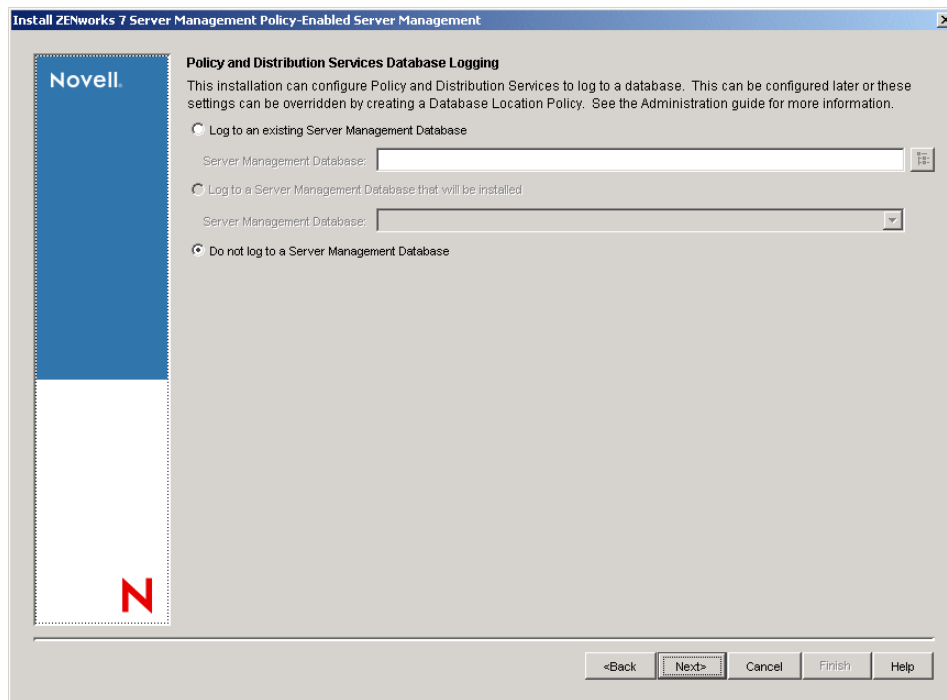 Install ZENworks 7 Server Management Policy-Enabled Server Management
Novell.
Policy and Distribution Services Database Logging
This installation can configure Policy and Distribution Services to log to a database. This can be configured later or these
settings can be overridden by creating a Database Location Policy. See the Administration guide for more information.
Log to an existing Server Management Database
Server Management Database:
Log to a Server Management Database that will be installed
Server Management Database:
Do not log to a Server Management Database
N
<Back Next> Cancel Finish Help